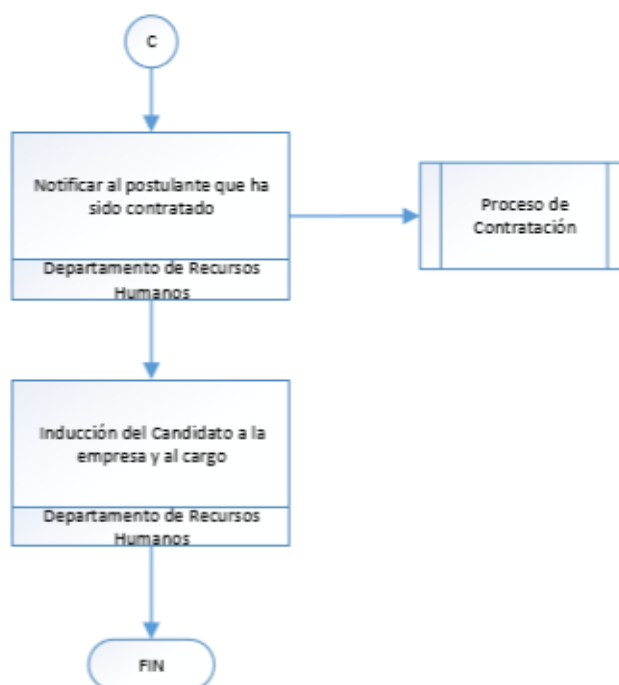 C
Notificar al postulante que ha
sido contratado
Departamento de Recursos
Humanos
Proceso de
Contratación
Inducción del Candidato a la
empresa y al cargo
Departamento de Recursos
Humanos
FIN